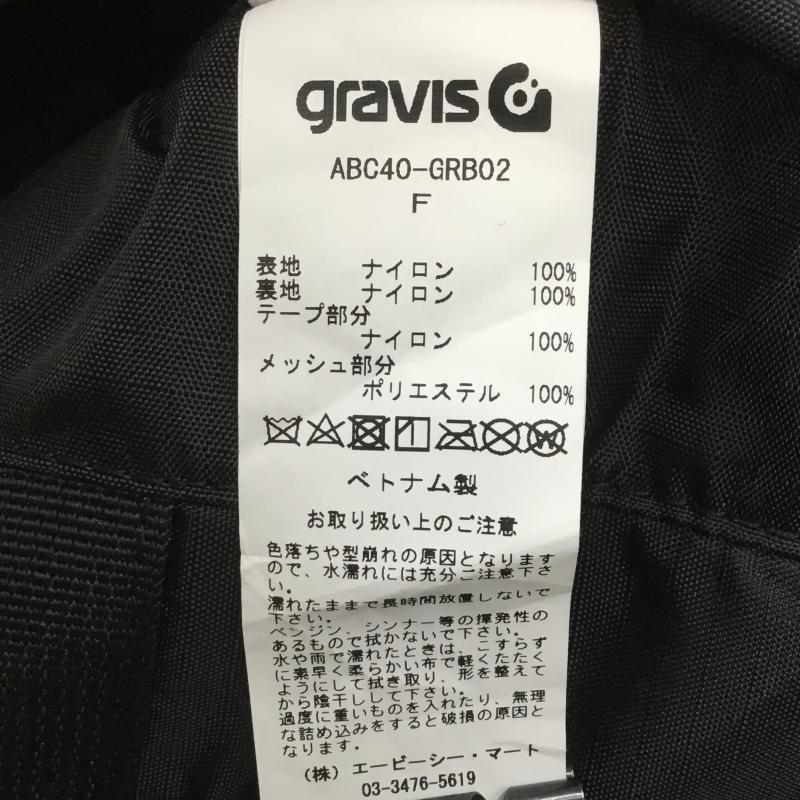 gravis
ABC40-GRB02
F
表地 ナイロン 100%
裏地 ナイロン 100%
テープ部分
ナイロン 100%
メッシュ部分
ポリエステル 100%
W
ベトナム製
お取り扱い上のご注意
色落ちや型崩れの原因となります
ので、水濡れには充分ご注意下さ
い。
濡れたままで長時間放置しないで
下さい。
ベンジン、シンナー等の揮発性の
あるもので拭かないで下さい。
水や雨で濡れたときは、こすらず
に素早く柔らかい布で軽くたたく
ようにして拭き取り、形を整えて
から陰干しして下さい。
過度に重いものを入れたり、無理
な詰め込みをすると破損の原因と
なります。
(株) エービーシー・マート
03-3476-5619